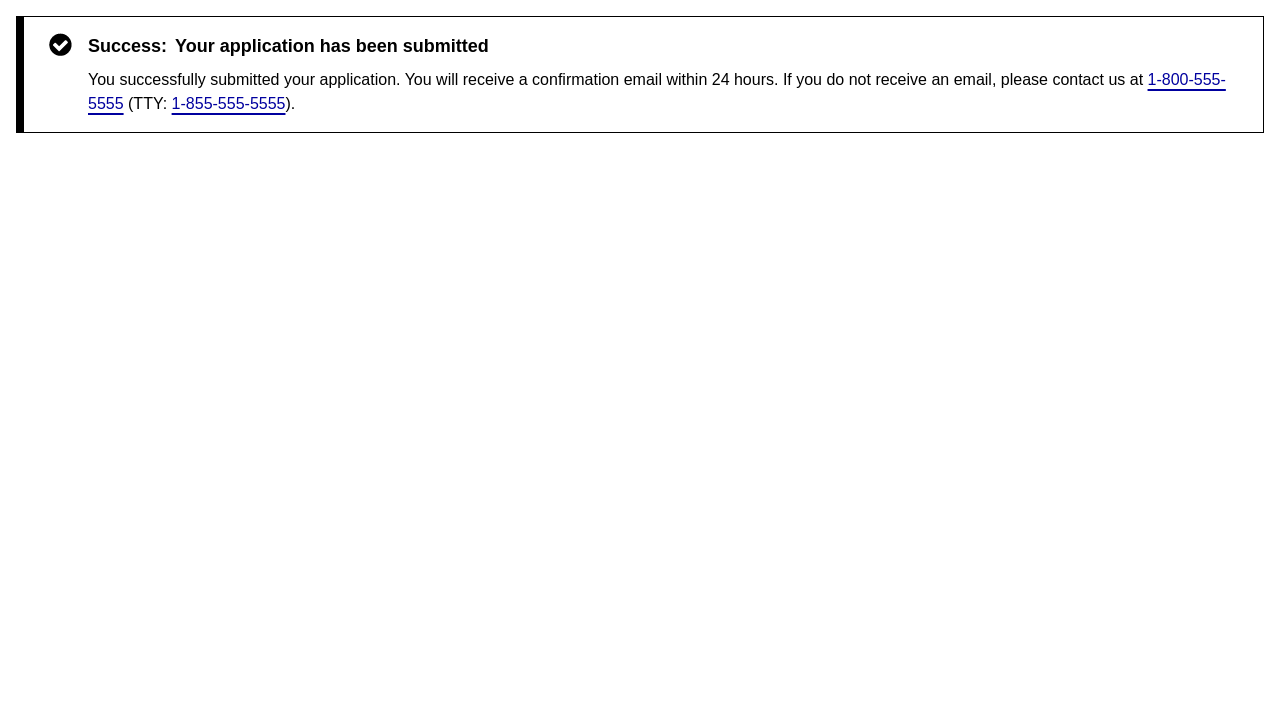 Success: Your application has been submitted
You successfully submitted your application. You will receive a confirmation email within 24 hours. If you do not receive an email, please contact us at 1-800-555-
5555 (TTY: 1-855-555-5555).